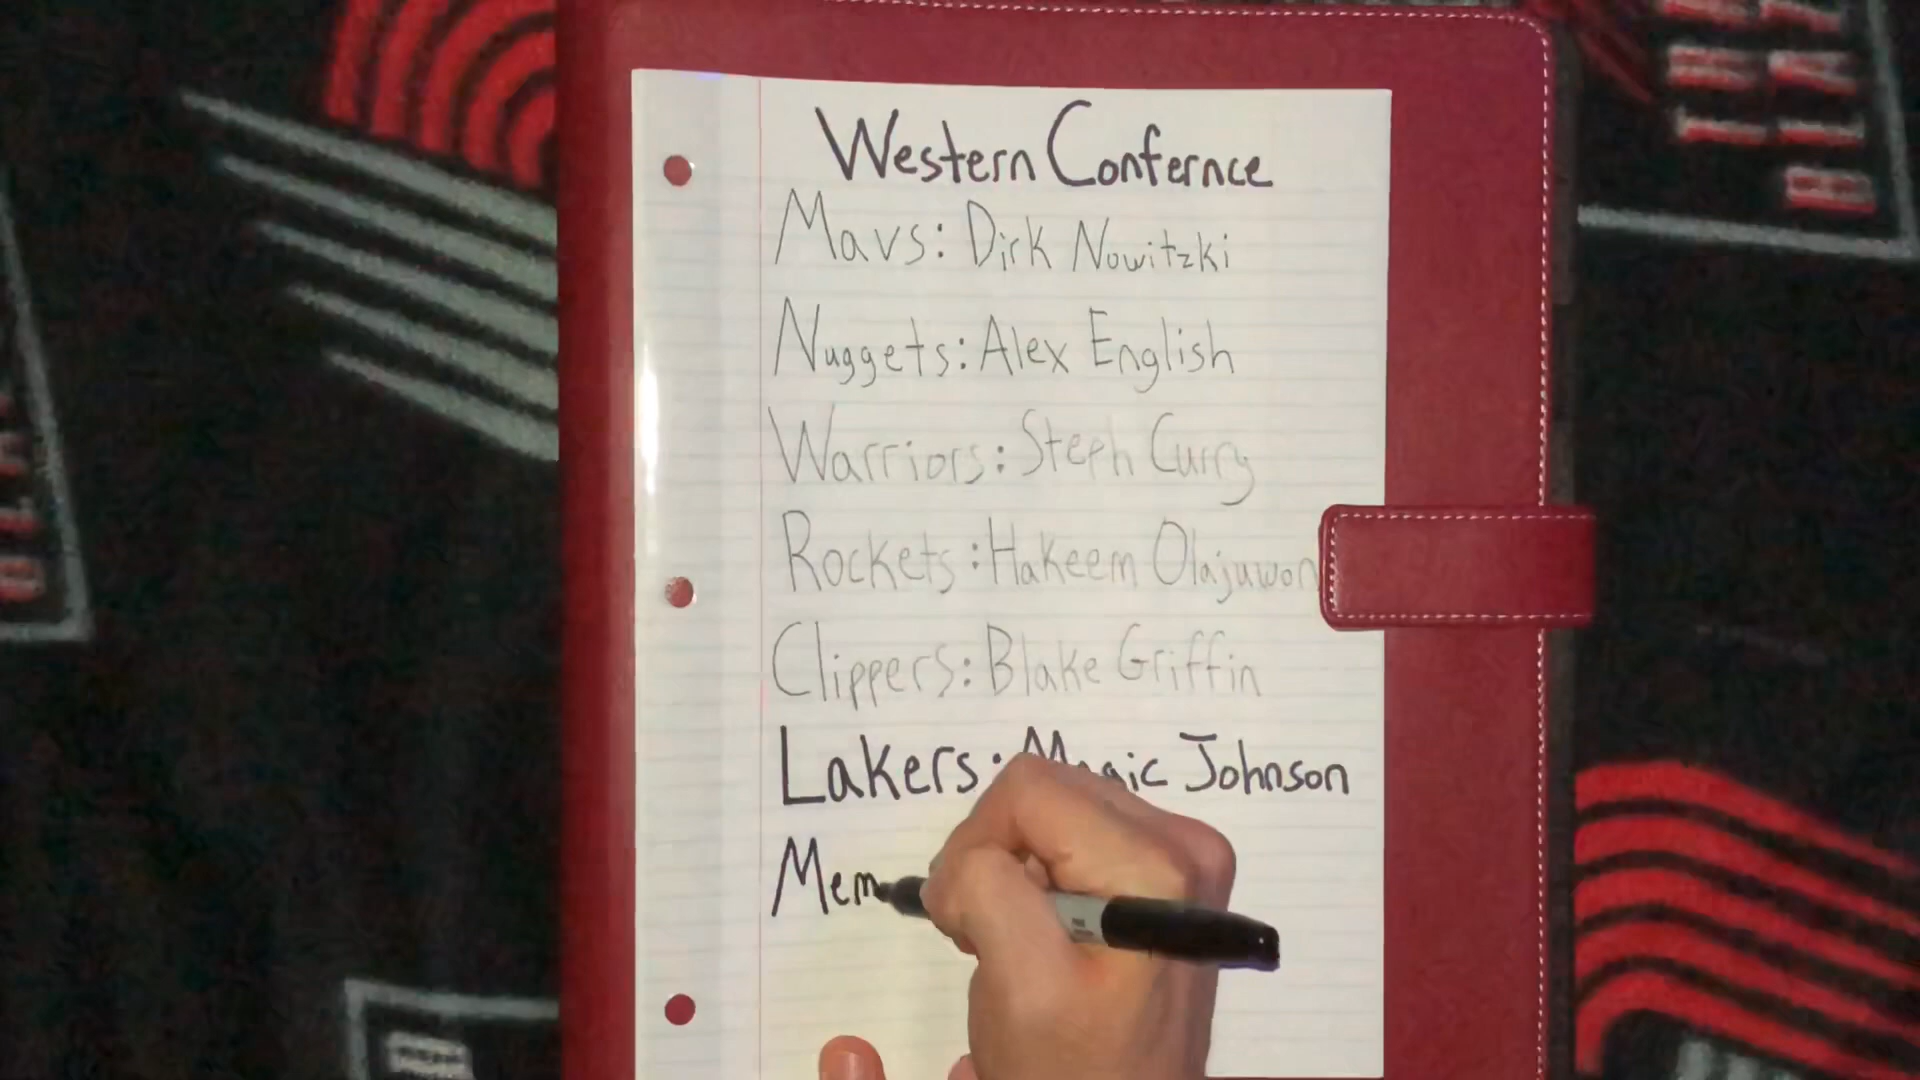 Western Confernce
Mavs: Dirk Nowitzki
Nuggets: Alex English
Warriors: Steph Curry
Rockets: Hakeem Olajuwon
Clippers: Blake Griffin
Lakers: Magic Johnson
Mem